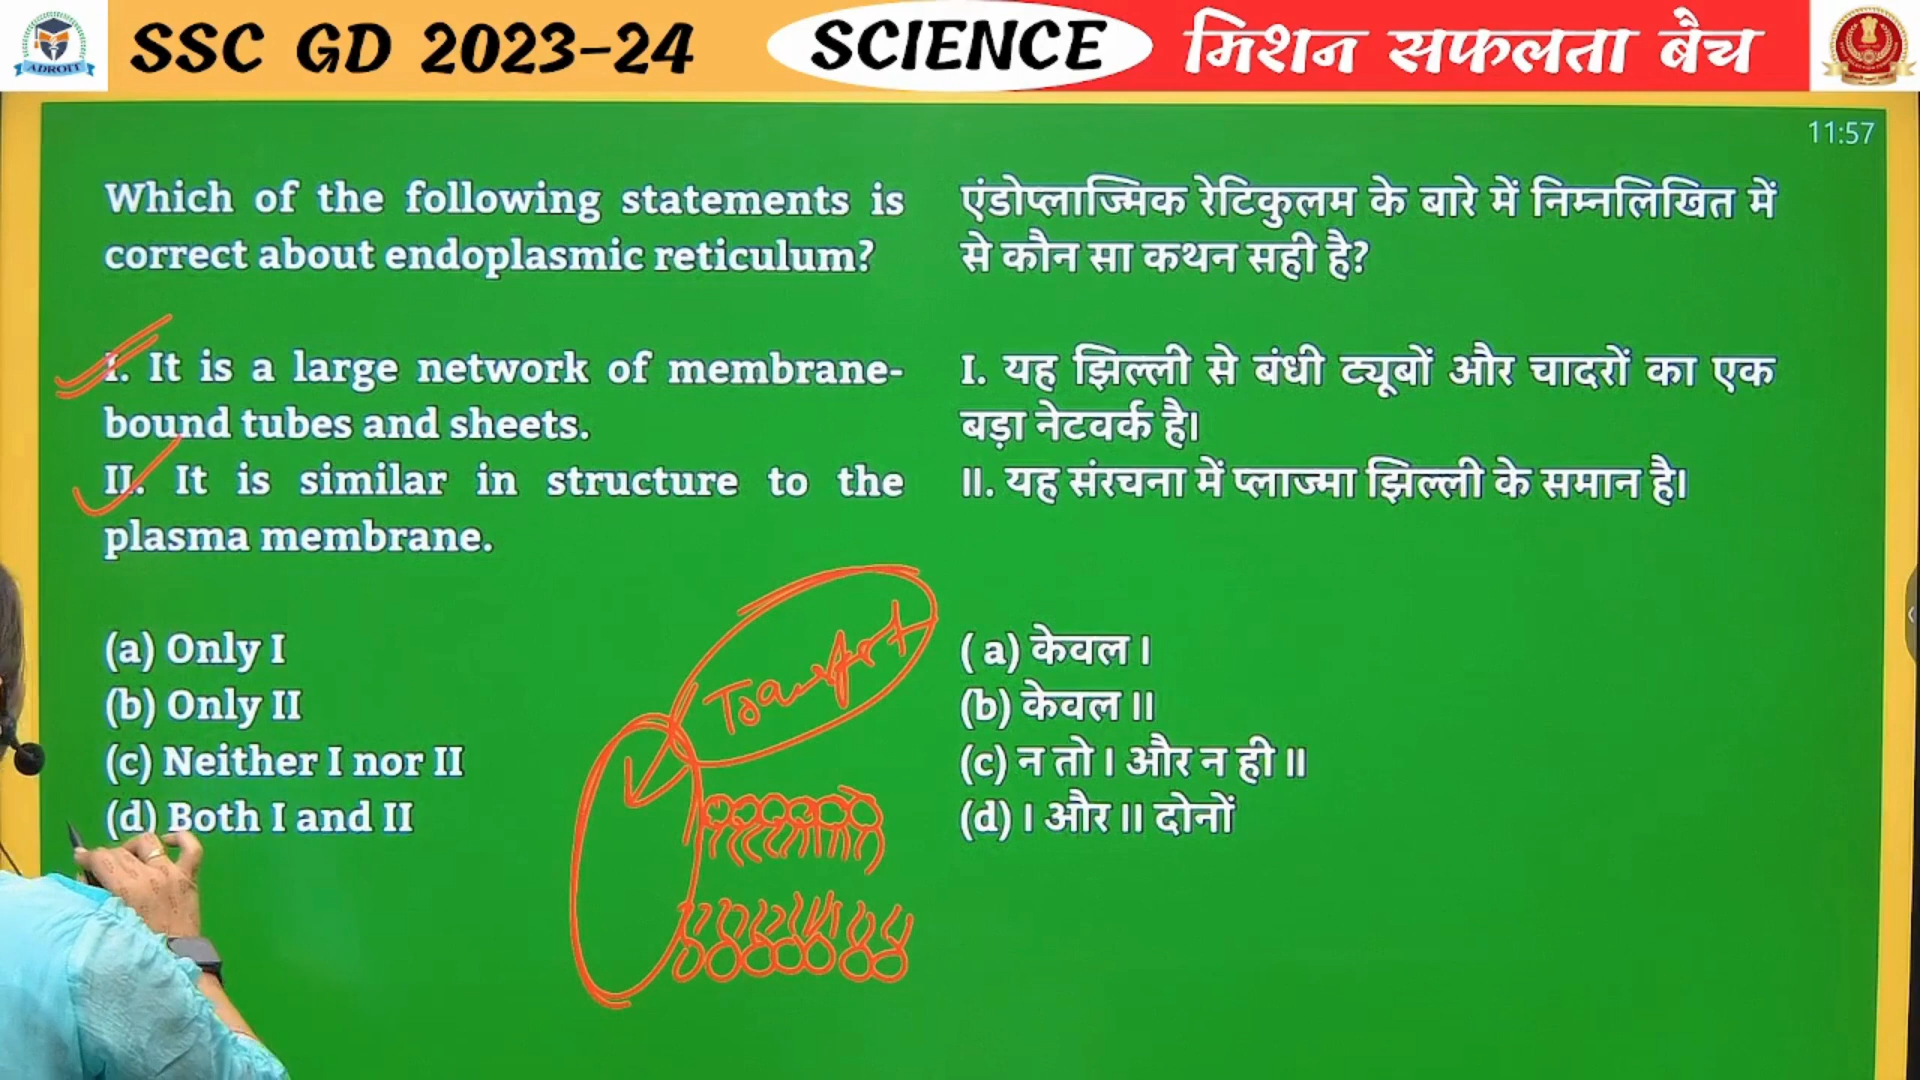 ADROIT
SSC GD 2023-24
SCIENCE
मिशन सफलता बैच
11:57
Which of the following statements is
correct about endoplasmic reticulum?
I. It is a large network of membrane-
bound tubes and sheets.
II. It is similar in structure to the
plasma membrane.
(a) Only I
(b) Only II
(c) Neither I nor II
(d) Both I and II
एंडोप्लाज्मिक रेटिकुलम के बारे में निम्नलिखित में
से कौन सा कथन सही है?
I. यह झिल्ली से बंधी ट्यूबों और चादरों का एक
बड़ा नेटवर्क है।
II. यह संरचना में प्लाज्मा झिल्ली के समान है।
( a) केवल I
(b) केवल II
(c) न तो I और न ही II
(d) I और II दोनों
Transport